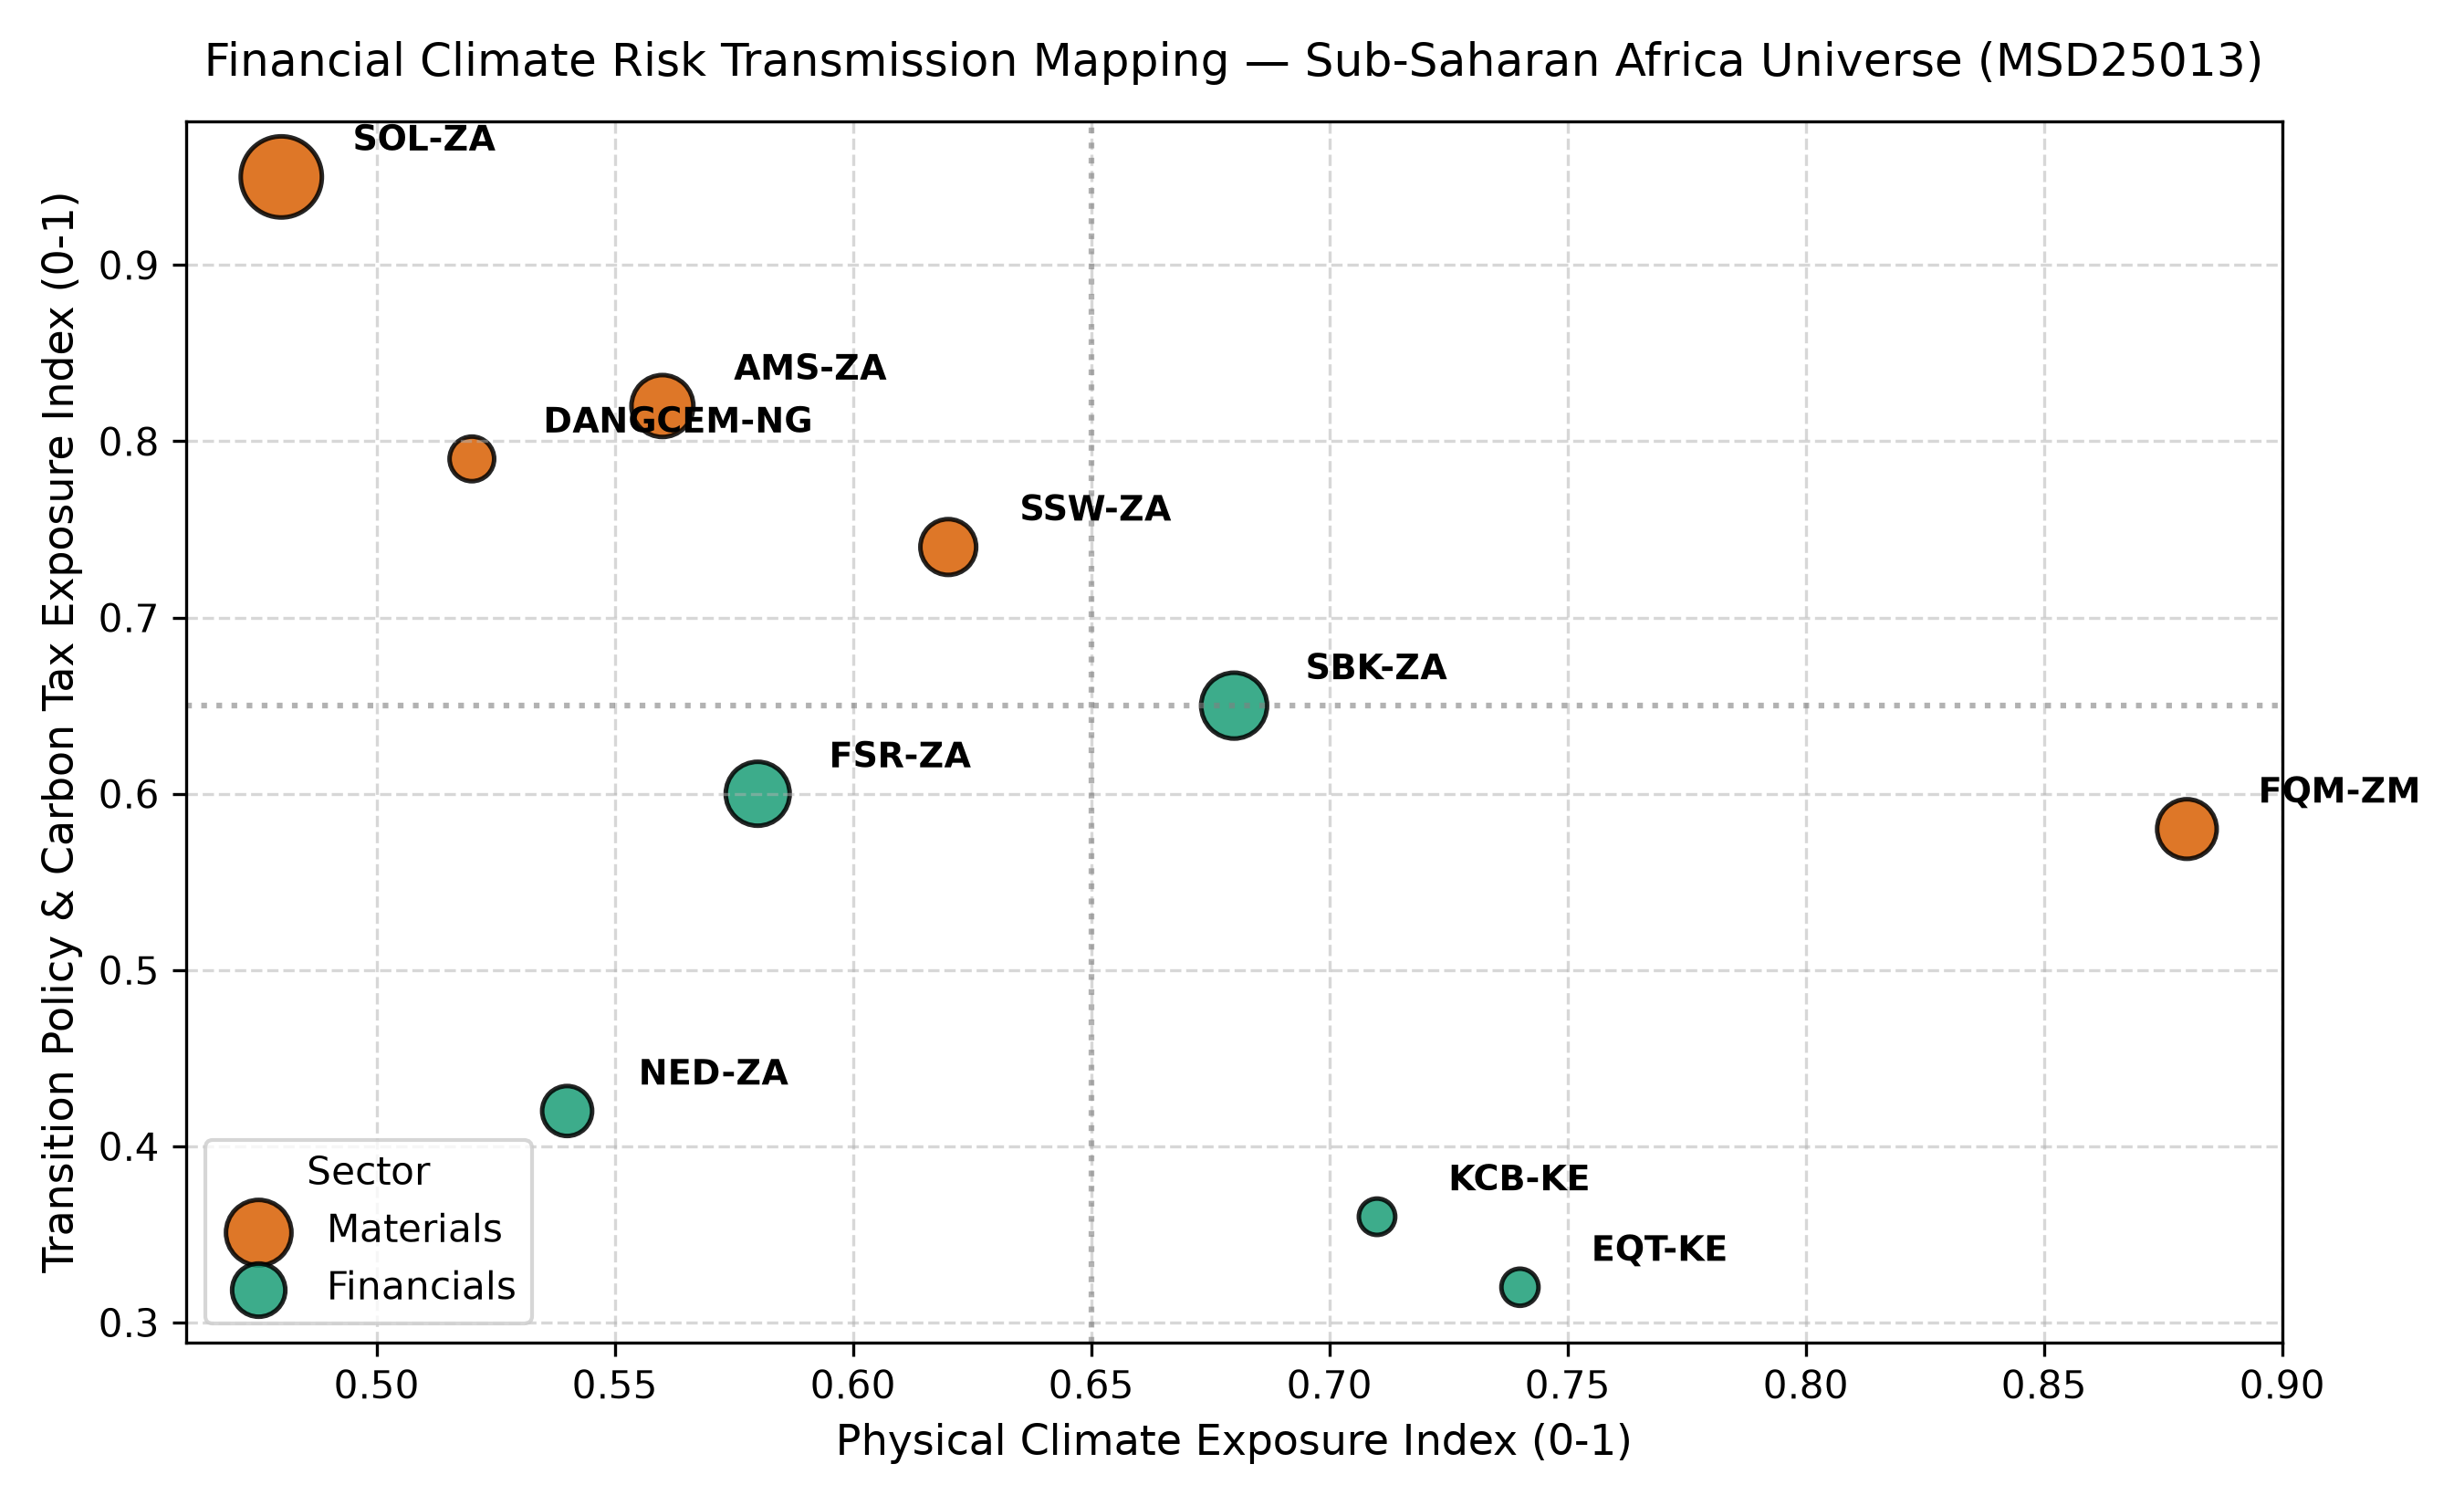 Financial Climate Risk Transmission Mapping — Sub-Saharan Africa Universe (MSD25013)
Transition Policy & Carbon Tax Exposure Index (0-1)
0.9
0.8
0.7
0.6
0.5
0.4
0.3
SOL-ZA
AMS-ZA
DANGCEM-NG
SSW-ZA
SBK-ZA
FSR-ZA
FQM-ZM
NED-ZA
KCB-KE
EQT-KE
Sector
Materials
Financials
0.50 0.55 0.60 0.65 0.70 0.75 0.80 0.85 0.90
Physical Climate Exposure Index (0-1)